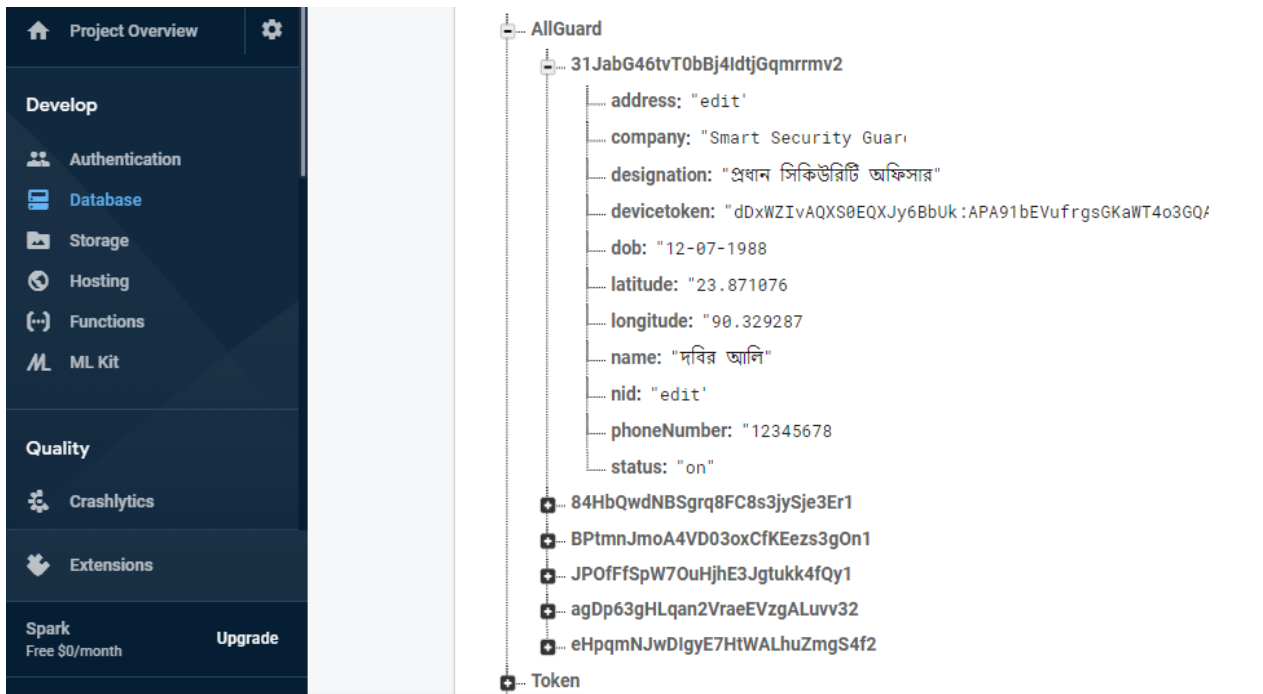 Project Overview
Develop
Authentication
Database
Storage
Hosting
Functions
ML Kit
Quality
Crashlytics
Extensions
Spark
Free $0/month
Upgrade
AllGuard
31JabG46tvT0bBj4IdtjGqmrrmv2
address: "edit'
company: "Smart Security Guar
designation: "প্রধান সিকিউরিটি অফিসার"
devicetoken: "dDxWZIvAQXS0EQXJy6BbUk:APA91bEVufrgsGKaWT4o3GQA
dob: "12-07-1988
latitude: "23.871076
longitude: "90.329287
name: "দবির আলি"
nid: "edit'
phoneNumber: "12345678
status: "on"
84HbQwdNBSgrq8FC8s3jySje3Er1
BPtmnJmoA4VD03oxCfKEezs3gOn1
JPOfFfSpW7OuHjhE3Jgtukk4fQy1
agDp63gHLqan2VraeEVzgALuvv32
eHpqmNJwDIgyE7HtWALhuZmgS4f2
Token